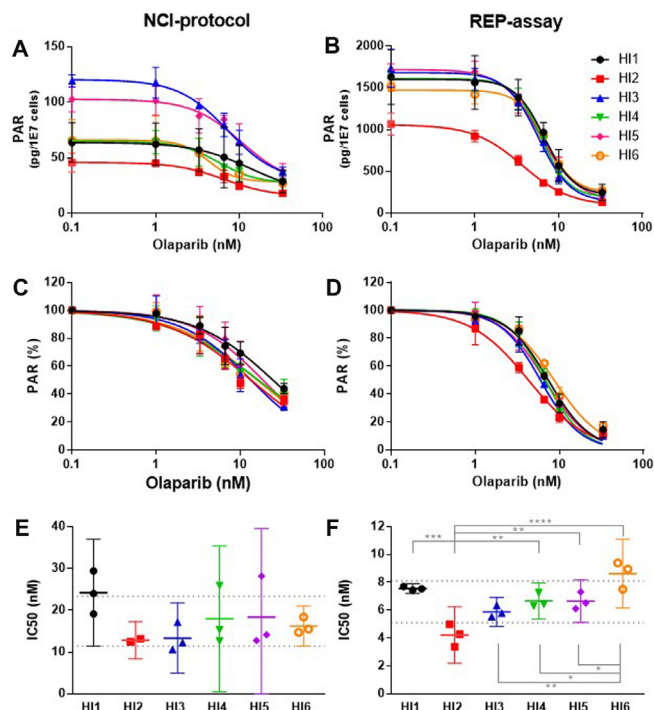 NCI-protocol
REP-assay
A
PAR
(pg/1E7 cells)
150
100
50
0
0.1 1 10 100
Olaparib (nM)
B
PAR
(pg/1E7 cells)
2000
1500
1000
500
0
0.1 1 10 100
Olaparib (nM)
HI1
HI2
HI3
HI4
HI5
HI6
C
PAR (%)
120
100
80
60
40
20
0
0.1 1 10 100
Olaparib (nM)
D
PAR (%)
120
100
80
60
40
20
0
0.1 1 10 100
Olaparib (nM)
E
IC50 (nM)
40
30
20
10
0
HI1 HI2 HI3 HI4 HI5 HI6
F
IC50 (nM)
12
10
8
6
4
2
0
*** ** ** ****
** * *
HI1 HI2 HI3 HI4 HI5 HI6